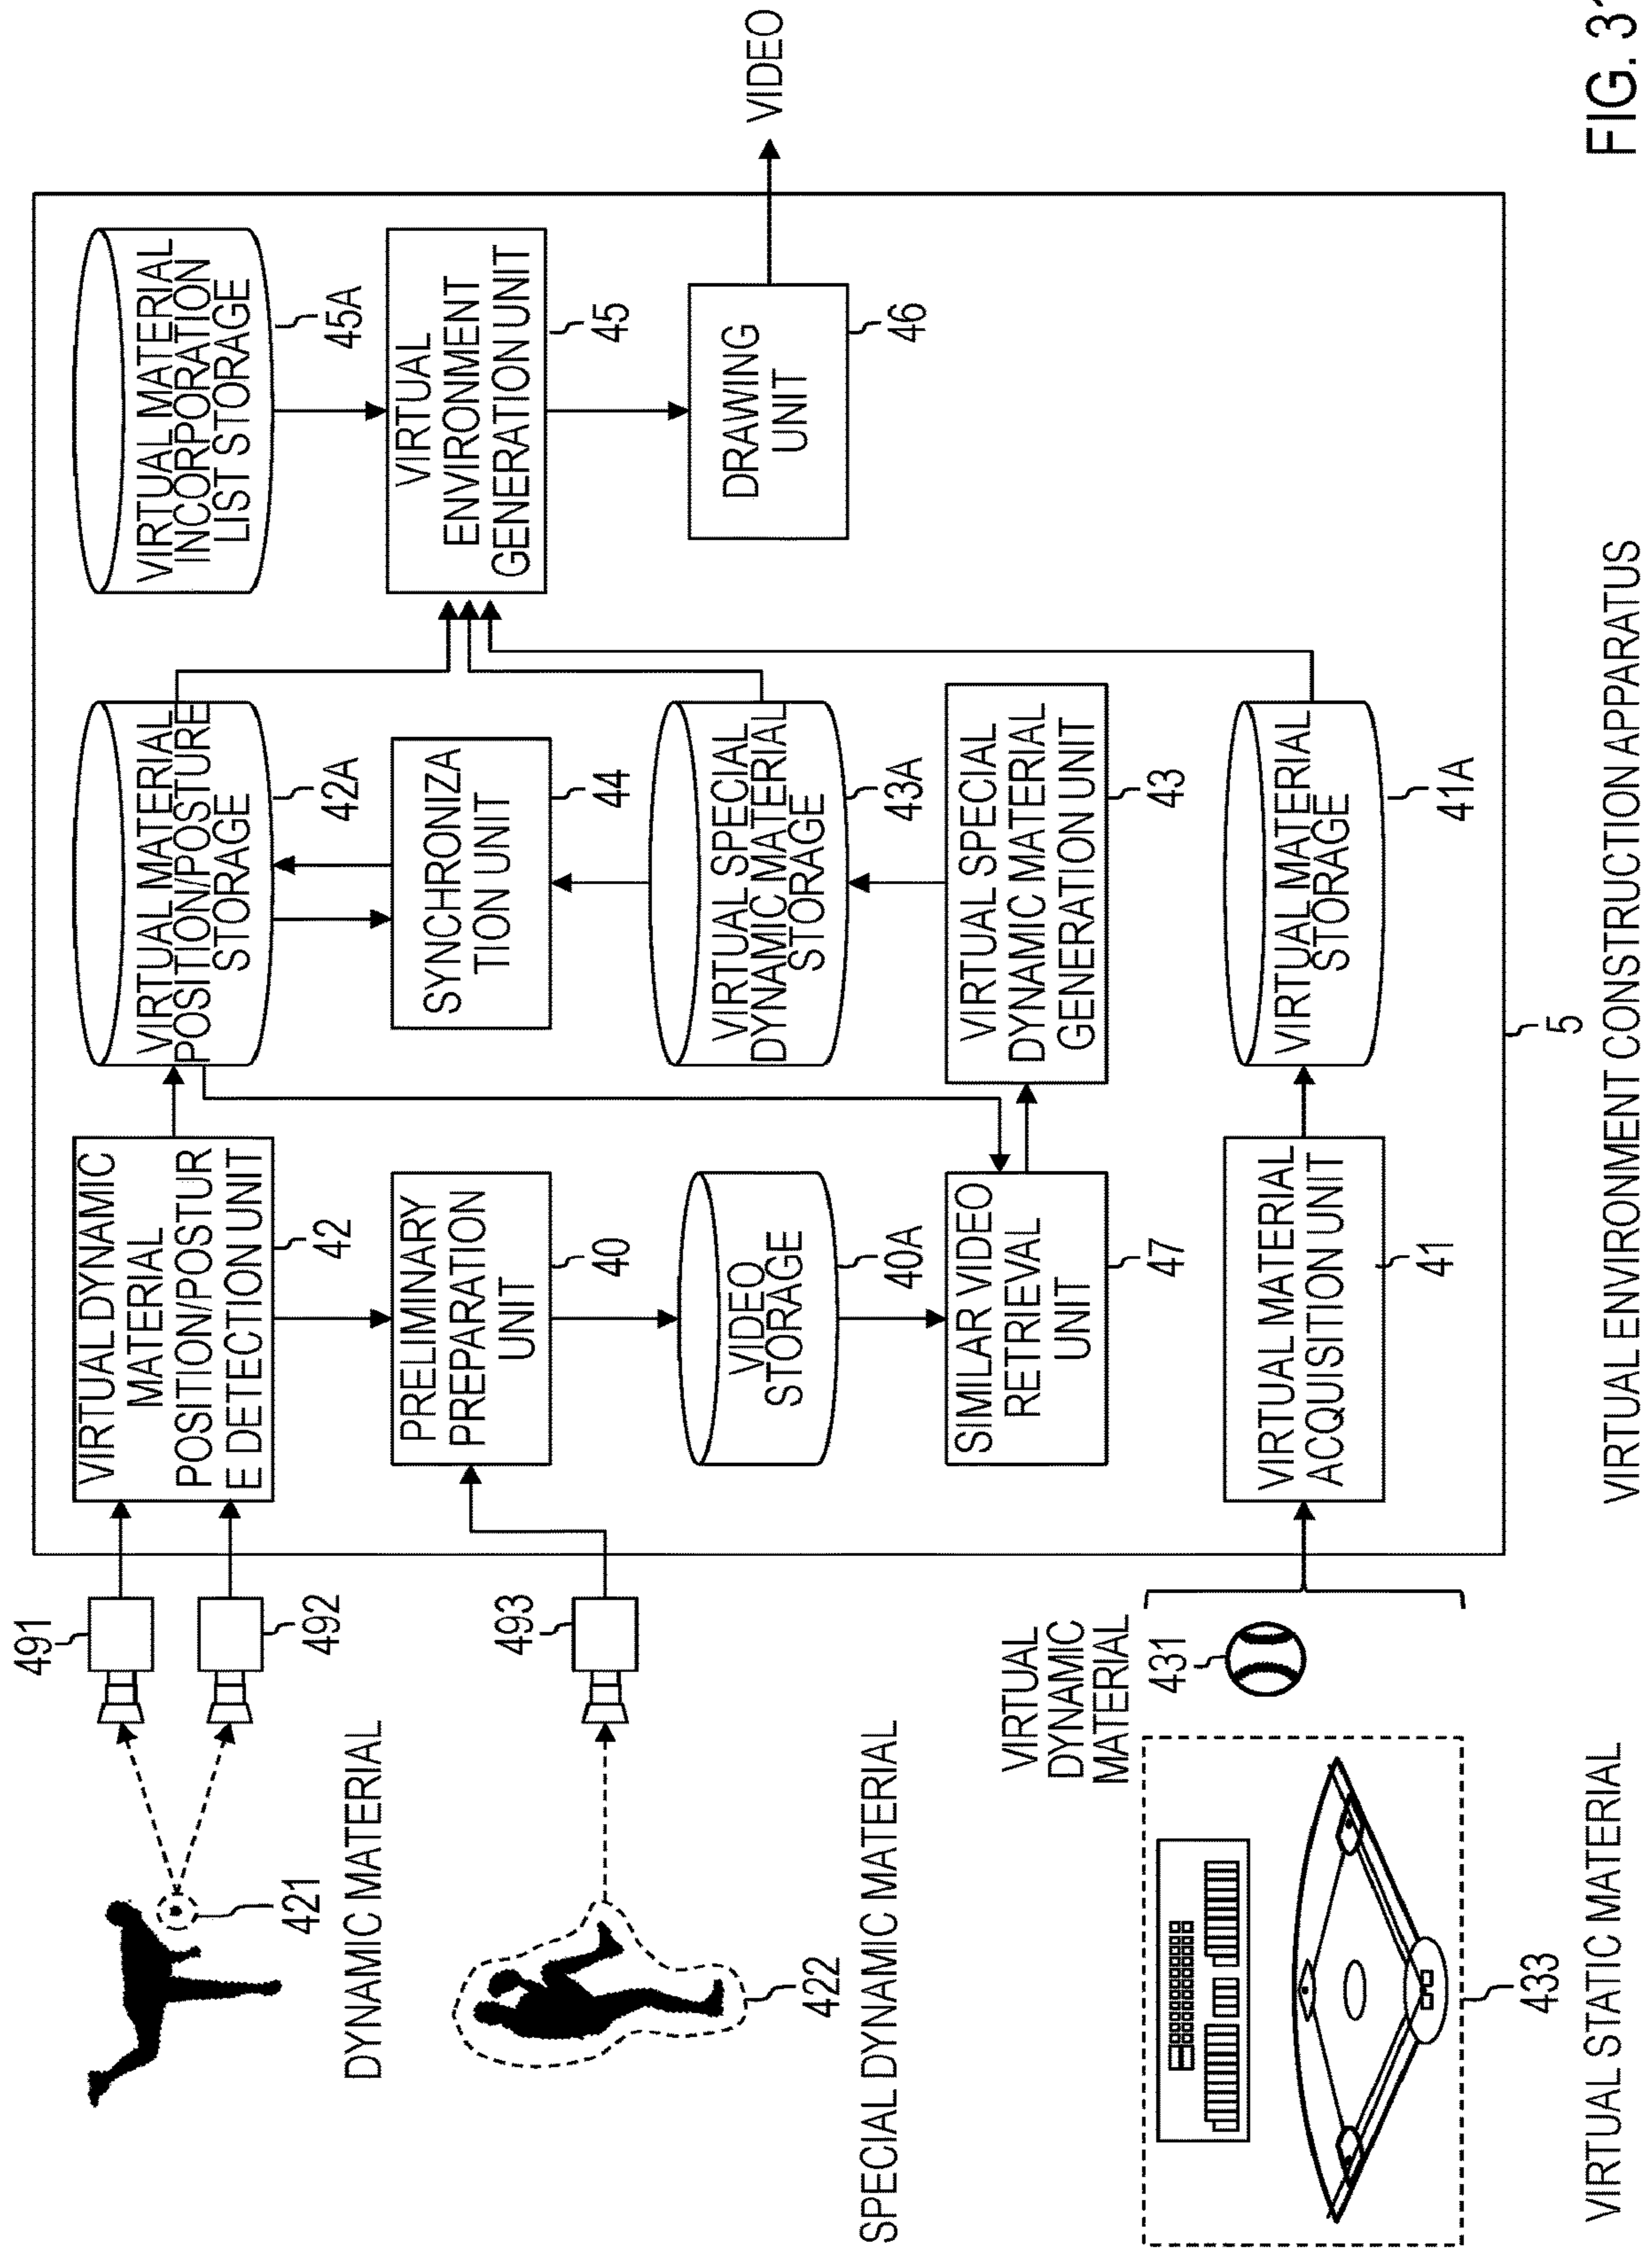 491
492
421
DYNAMIC MATERIAL
493
422
SPECIAL DYNAMIC MATERIAL
VIRTUAL
DYNAMIC
MATERIAL
431
433
VIRTUAL STATIC MATERIAL
VIRTUAL DYNAMIC
MATERIAL
POSITION/POSTUR
E DETECTION UNIT
42
PRELIMINARY
PREPARATION
UNIT
40
VIDEO
STORAGE
40A
SIMILAR VIDEO
RETRIEVAL
UNIT
47
VIRTUAL MATERIAL
ACQUISITION UNIT
41
VIRTUAL MATERIAL
POSITION/POSTURE
STORAGE
42A
SYNCHRONIZA
TION UNIT
44
VIRTUAL SPECIAL
DYNAMIC MATERIAL
STORAGE
43A
VIRTUAL SPECIAL
DYNAMIC MATERIAL
GENERATION UNIT
43
VIRTUAL MATERIAL
STORAGE
41A
VIRTUAL MATERIAL
INCORPORATION
LIST STORAGE
45A
VIRTUAL
ENVIRONMENT
GENERATION UNIT
45
DRAWING
UNIT
46
VIDEO
5
VIRTUAL ENVIRONMENT CONSTRUCTION APPARATUS
FIG. 31